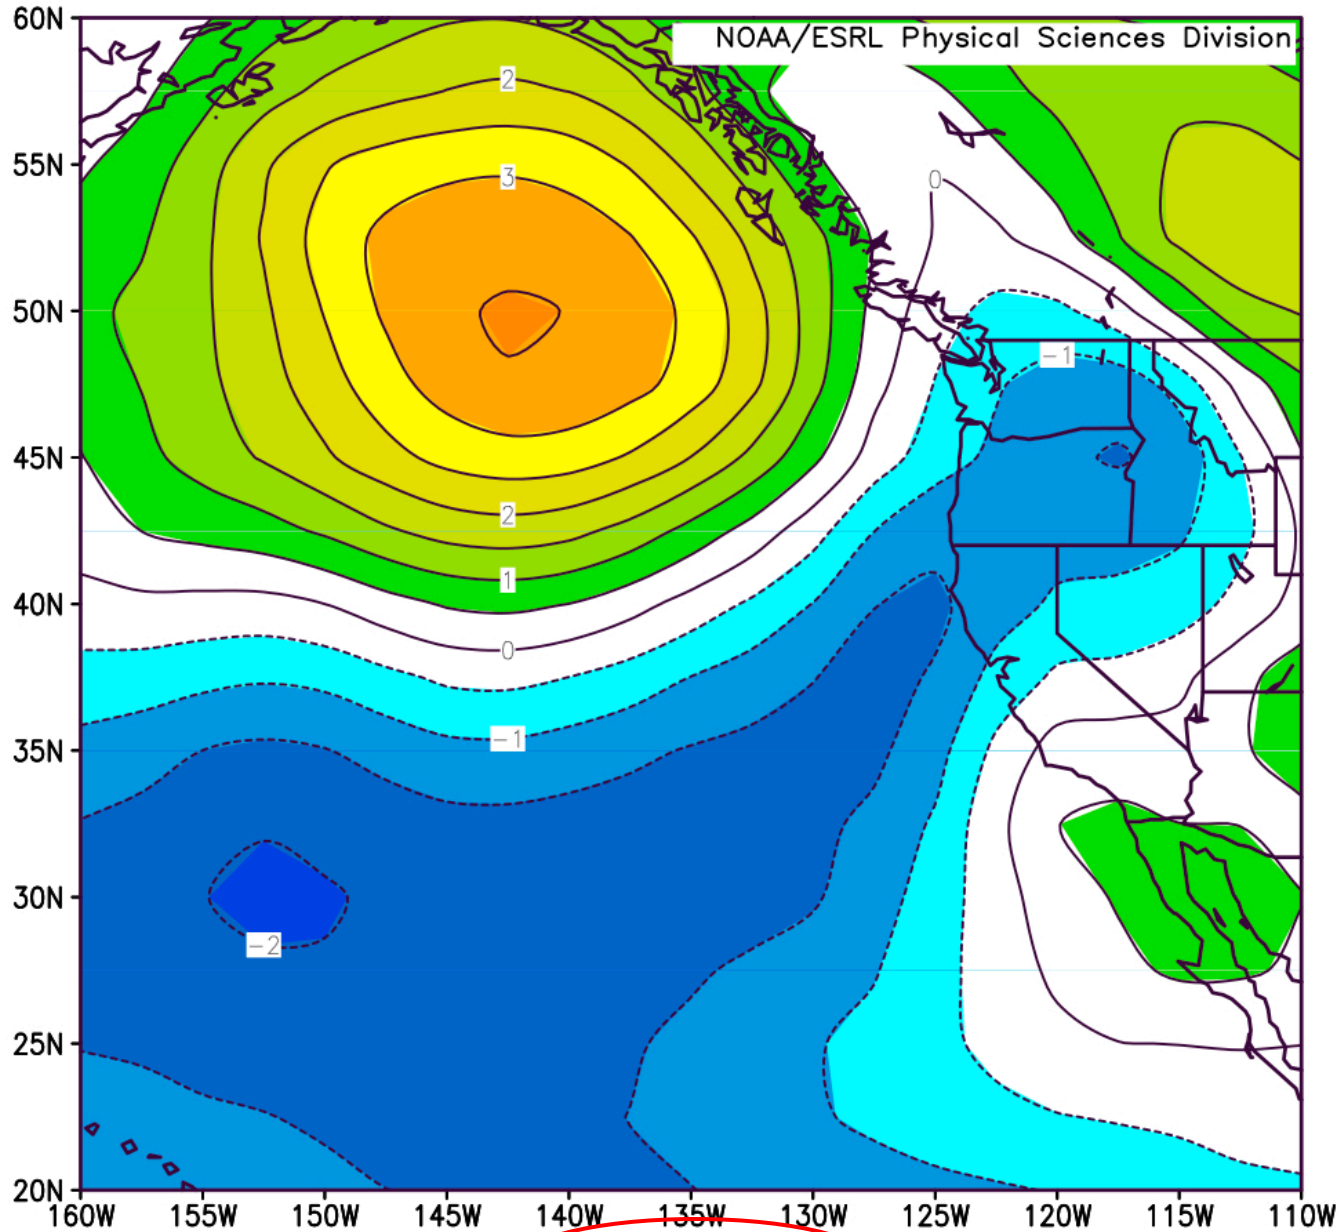 60N
NOAA/ESRL Physical Sciences Division
2
55N
3
0
50N
-1
45N
2
1
40N
0
-1
35N
30N
-2
25N
20N
160W 155W 150W 145W 140W 135W 130W 125W 120W 115W 110W